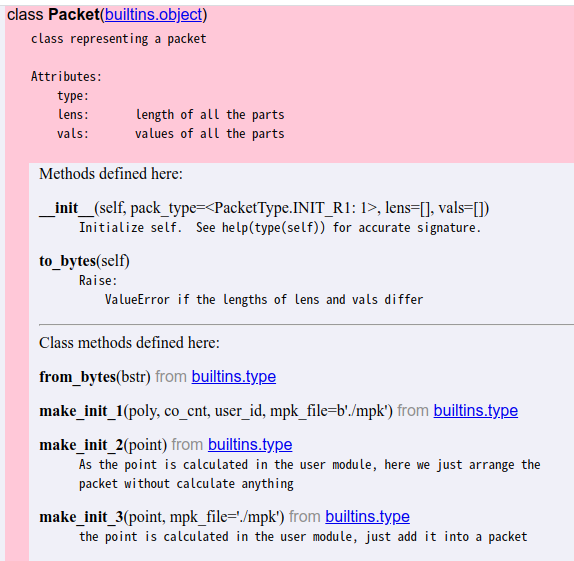 class Packet(builtins.object)
class representing a packet
Attributes:
type:
lens: length of all the parts
vals: values of all the parts
Methods defined here:
__init__(self, pack_type=<PacketType.INIT_R1: 1>, lens=[], vals=[])
Initialize self.  See help(type(self)) for accurate signature.
to_bytes(self)
Raise:
ValueError if the lengths of lens and vals differ
Class methods defined here:
from_bytes(bstr) from builtins.type
make_init_1(poly, co_cnt, user_id, mpk_file=b'./mpk') from builtins.type
make_init_2(point) from builtins.type
As the point is calculated in the user module, here we just arrange the
packet without calculate anything
make_init_3(point, mpk_file='./mpk') from builtins.type
the point is calculated in the user module, just add it into a packet